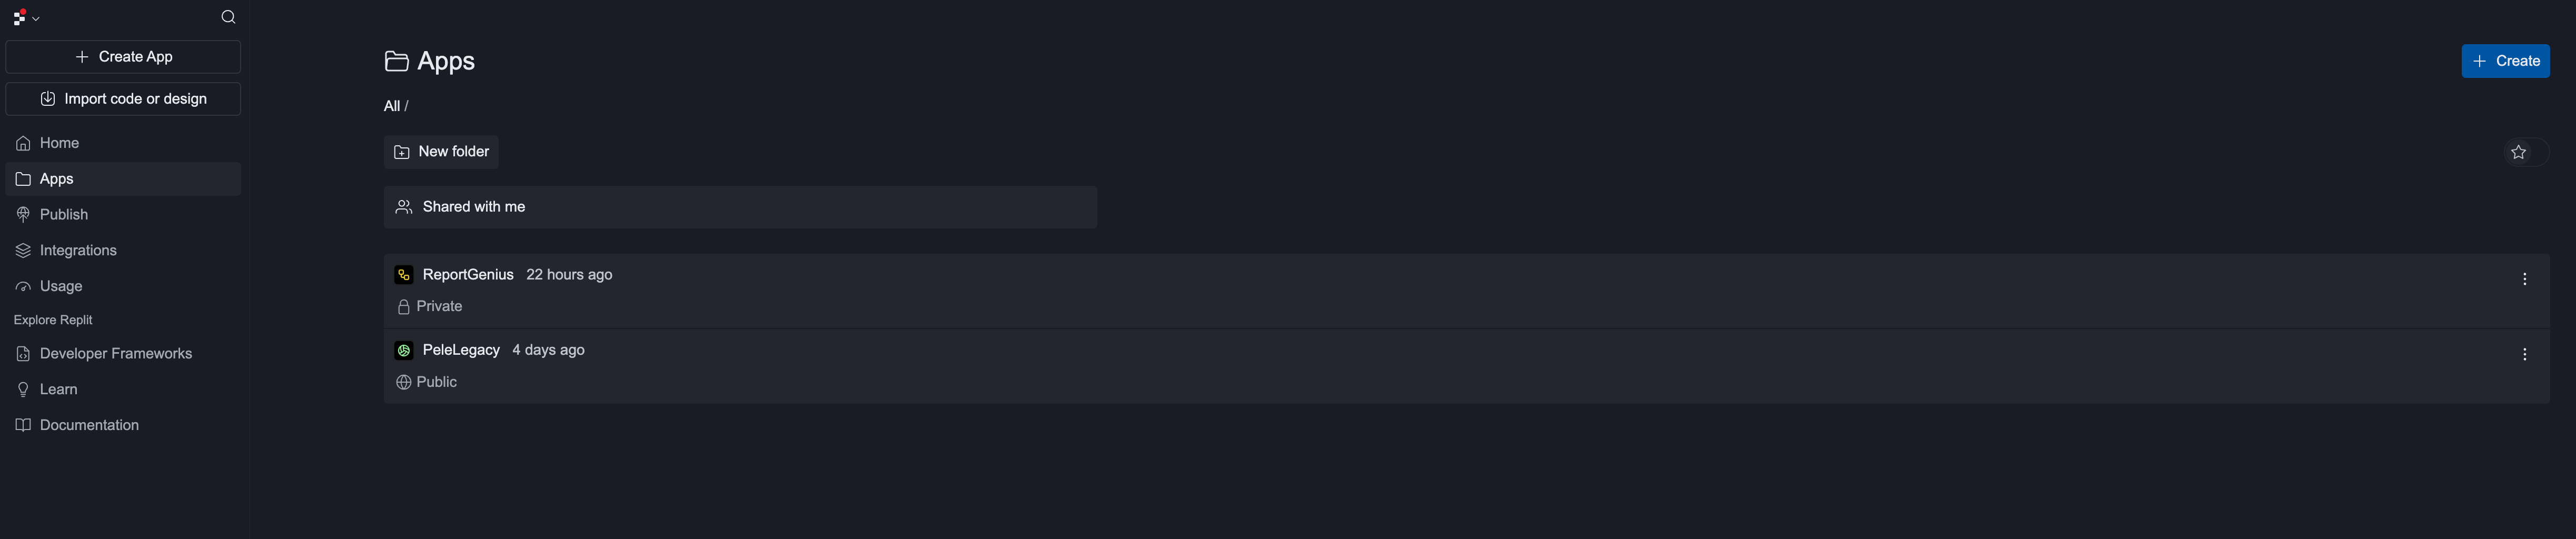 Create App
Import code or design
Home
Apps
Publish
Integrations
Usage
Explore Replit
Developer Frameworks
Learn
Documentation
Apps
Create
All /
New folder
Shared with me
ReportGenius 22 hours ago
Private
PeleLegacy 4 days ago
Public